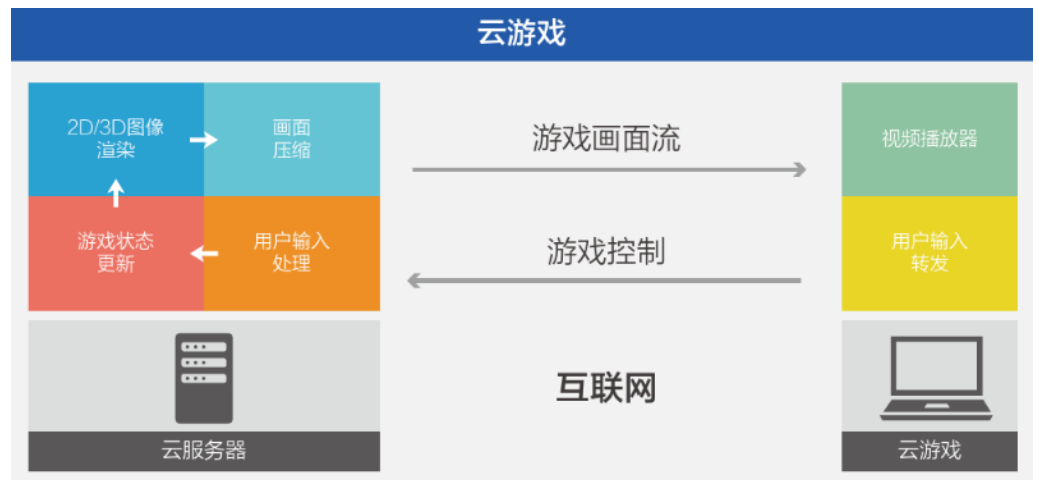 云游戏
2D/3D图像
渲染
画面
压缩
游戏画面流
视频播放器
游戏状态
更新
用户输入
处理
游戏控制
用户输入
转发
互联网
云服务器
云游戏